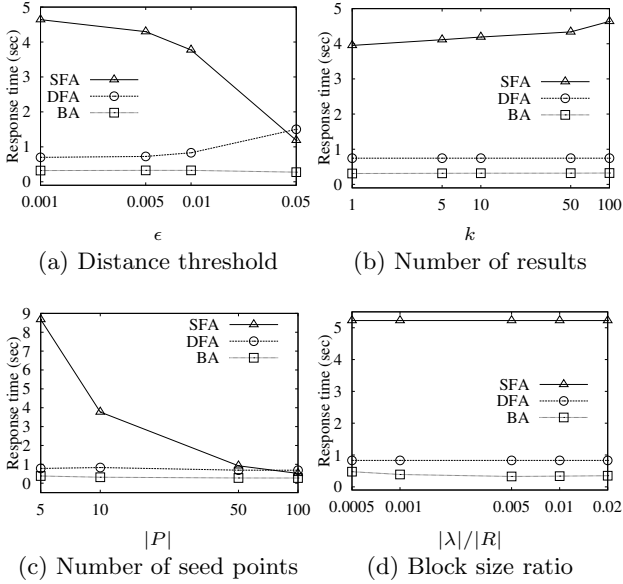 Response time (sec)
5
4
3
2
1
0
SFA
DFA
BA
0.001
0.005
0.01
0.05
ϵ
(a) Distance threshold
Response time (sec)
5
4
3
2
1
0
SFA
DFA
BA
1
5
10
50
100
k
(b) Number of results
Response time (sec)
9
8
7
6
5
4
3
2
1
0
SFA
DFA
BA
5
10
50
100
|P|
(c) Number of seed points
Response time (sec)
5
4
3
2
1
0
SFA
DFA
BA
0.0005
0.001
0.005
0.01
0.02
|λ|/|R|
(d) Block size ratio